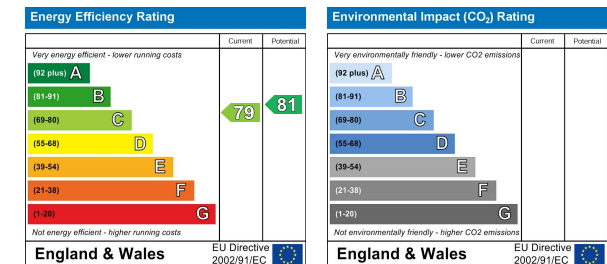 Energy Efficiency Rating
Current Potential
Very energy efficient - lower running costs
(92 plus) A
(81-91) B
(69-80) C
(55-68) D
(39-54) E
(21-38) F
(1-20) G
79
81
Not energy efficient - higher running costs
England & Wales
EU Directive
2002/91/EC
Environmental Impact (CO₂) Rating
Current Potential
Very environmentally friendly - lower CO2 emissions
(92 plus) A
(81-91) B
(69-80) C
(55-68) D
(39-54) E
(21-38) F
(1-20) G
Not environmentally friendly - higher CO2 emissions
England & Wales
EU Directive
2002/91/EC